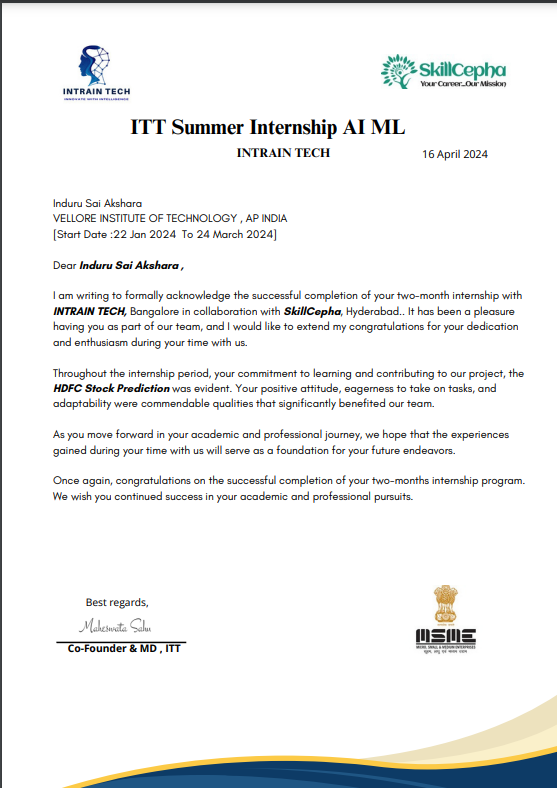 INTRAIN TECH
INNOVATE WITH INTELLIGENCE
SkillCepha
Your Career...Our Mission
ITT Summer Internship AI ML
INTRAIN TECH
16 April 2024
Induru Sai Akshara
VELLORE INSTITUTE OF TECHNOLOGY , AP INDIA
[Start Date :22 Jan 2024 To 24 March 2024]
Dear Induru Sai Akshara ,
I am writing to formally acknowledge the successful completion of your two-month internship with
INTRAIN TECH, Bangalore in collaboration with SkillCepha, Hyderabad.. It has been a pleasure
having you as part of our team, and I would like to extend my congratulations for your dedication
and enthusiasm during your time with us.
Throughout the internship period, your commitment to learning and contributing to our project, the
HDFC Stock Prediction was evident. Your positive attitude, eagerness to take on tasks, and
adaptability were commendable qualities that significantly benefited our team.
As you move forward in your academic and professional journey, we hope that the experiences
gained during your time with us will serve as a foundation for your future endeavors.
Once again, congratulations on the successful completion of your two-months internship program.
We wish you continued success in your academic and professional pursuits.
Best regards,
Maheswata Sahu
Co-Founder & MD , ITT
MSME
MICRO, SMALL & MEDIUM ENTERPRISES
सूक्ष्म, लघु एवं मध्यम उद्यम